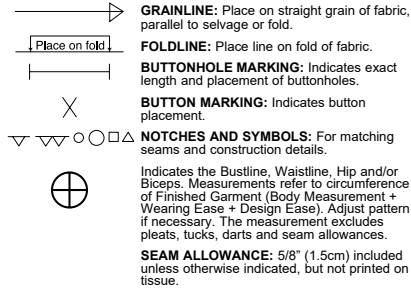 GRAINLINE: Place on straight grain of fabric,
parallel to selvage or fold.
Place on fold
FOLDLINE: Place line on fold of fabric.
BUTTONHOLE MARKING: Indicates exact
length and placement of buttonholes.
BUTTON MARKING: Indicates button
placement.
NOTCHES AND SYMBOLS: For matching
seams and construction details.
Indicates the Bustline, Waistline, Hip and/or
Biceps. Measurements refer to circumference
of Finished Garment (Body Measurement +
Wearing Ease + Design Ease). Adjust pattern
if necessary. The measurement excludes
pleats, tucks, darts and seam allowances.
SEAM ALLOWANCE: 5/8" (1.5cm) included
unless otherwise indicated, but not printed on
tissue.